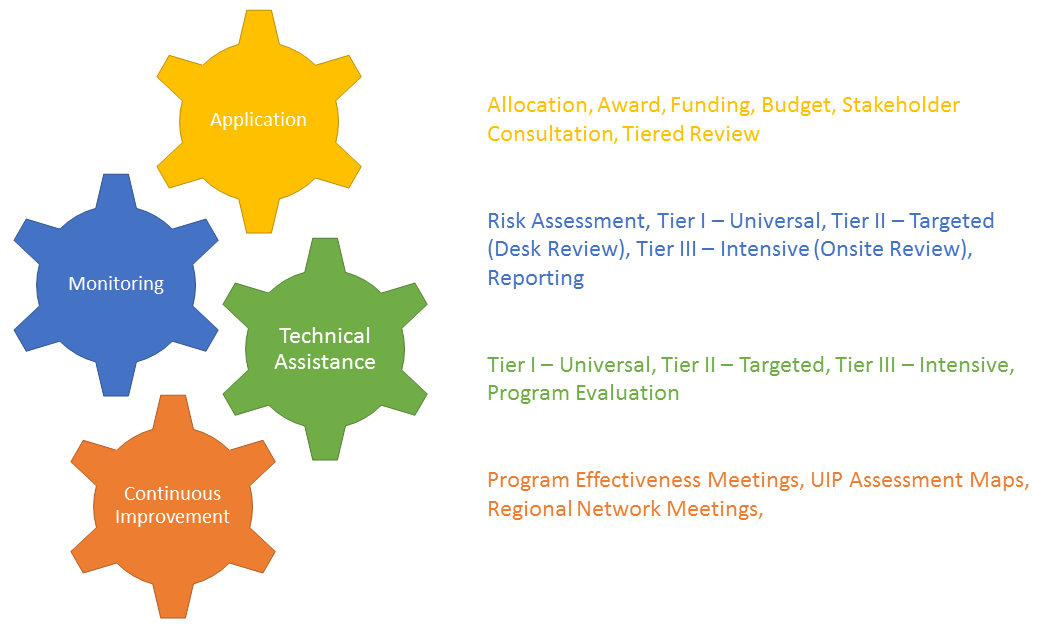 Application
Allocation, Award, Funding, Budget, Stakeholder
Consultation, Tiered Review
Monitoring
Risk Assessment, Tier I – Universal, Tier II – Targeted
(Desk Review), Tier III – Intensive (Onsite Review),
Reporting
Technical
Assistance
Tier I – Universal, Tier II – Targeted, Tier III – Intensive,
Program Evaluation
Continuous
Improvement
Program Effectiveness Meetings, UIP Assessment Maps,
Regional Network Meetings,